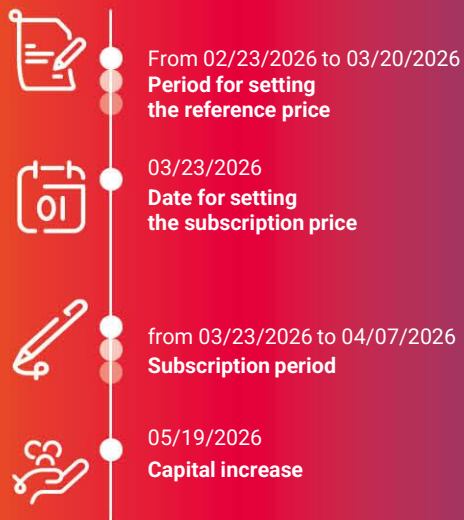 From 02/23/2026 to 03/20/2026
Period for setting
the reference price
03/23/2026
01
Date for setting
the subscription price
from 03/23/2026 to 04/07/2026
Subscription period
05/19/2026
Capital increase